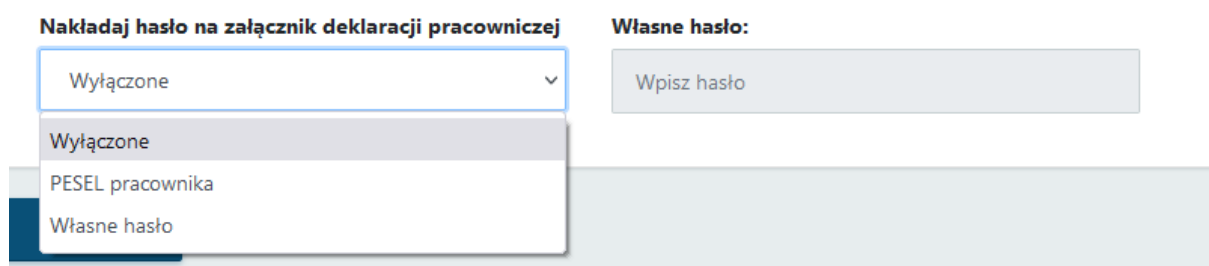 Nakładaj hasło na załącznik deklaracji pracowniczej
Własne hasło:
Wyłączone
Wpisz hasło
Wyłączone
PESEL pracownika
Własne hasło